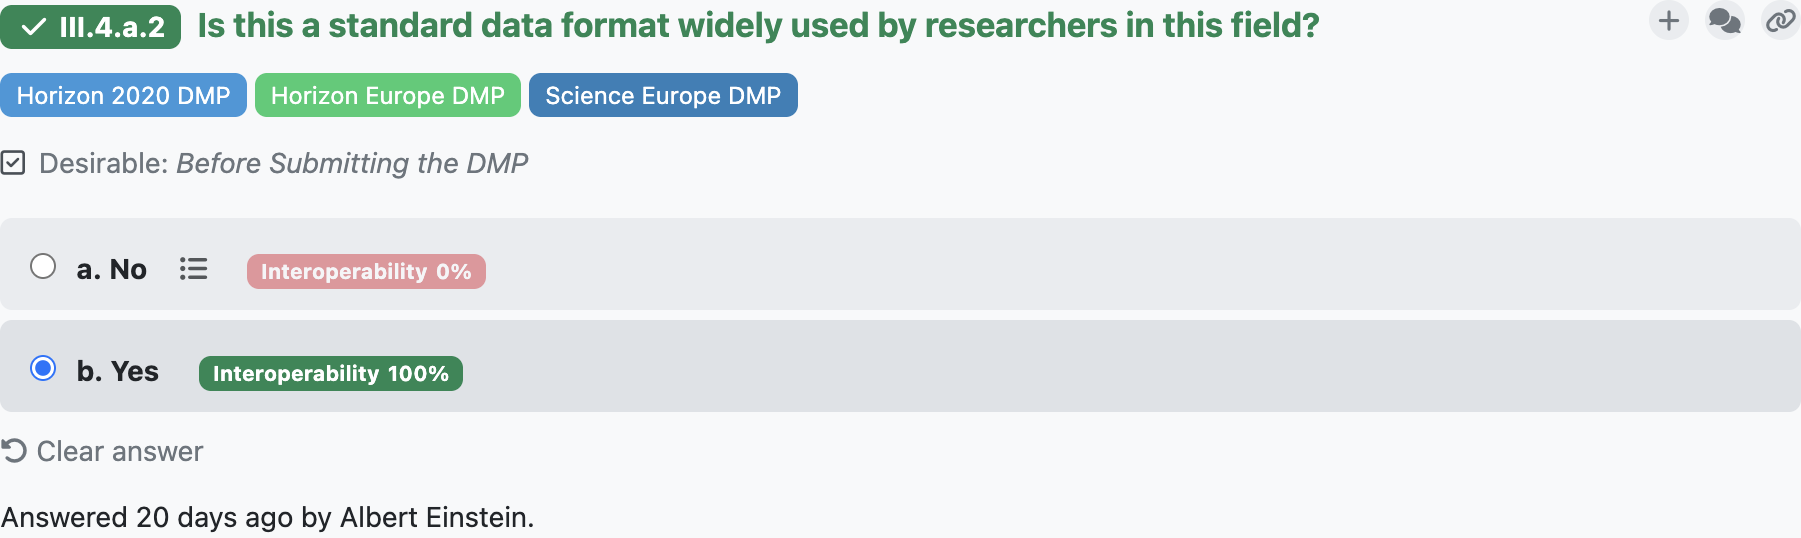 III.4.a.2 Is this a standard data format widely used by researchers in this field?
Horizon 2020 DMP Horizon Europe DMP Science Europe DMP
Desirable: Before Submitting the DMP
a. No Interoperability 0%
b. Yes Interoperability 100%
Clear answer
Answered 20 days ago by Albert Einstein.